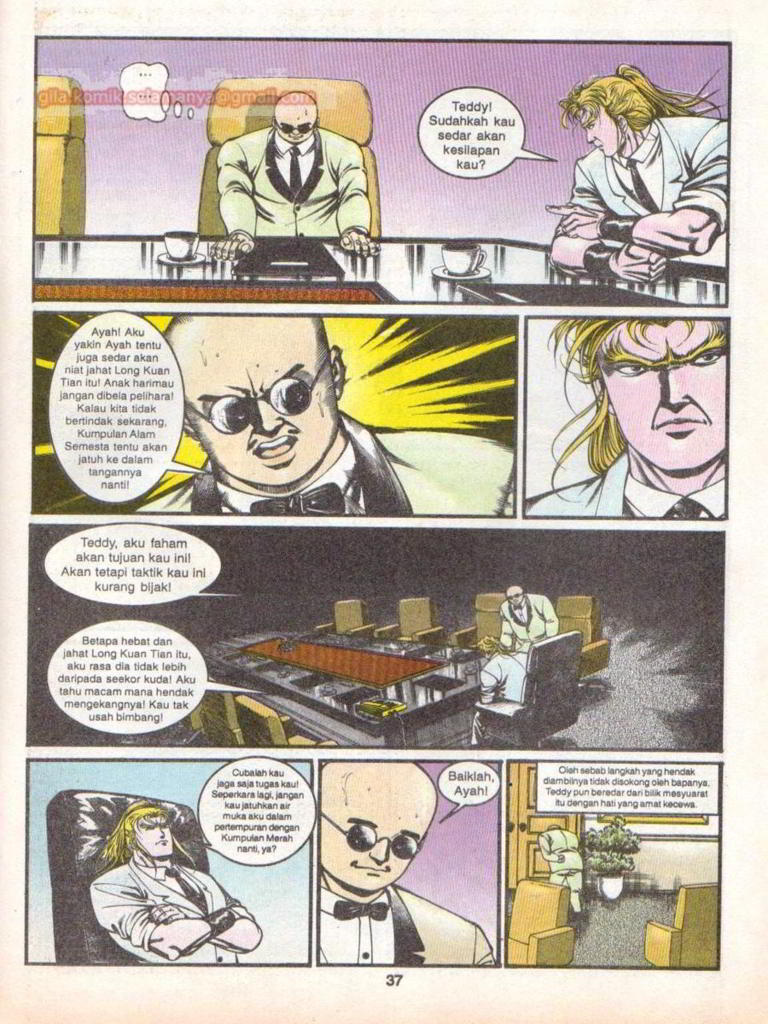 ...
gila.komik.selamanya@gmail.com
Teddy!
Sudahkah kau
sedar akan
kesilapan
kau?
Ayah! Aku
yakin Ayah tentu
juga sedar akan
niat jahat Long Kuan
Tian itu! Anak harimau
jangan dibela pelihara!
Kalau kita tidak
bertindak sekarang,
Kumpulan Alam
Semesta tentu akan
jatuh ke dalam
tangannya
nanti!
Teddy, aku faham
akan tujuan kau ini!
Akan tetapi taktik kau ini
kurang bijak!
Betapa hebat dan
jahat Long Kuan Tian itu,
aku rasa dia tidak lebih
daripada seekor kuda! Aku
tahu macam mana hendak
mengekangnya! Kau tak
usah bimbang!
Cubalah kau
jaga saja tugas kau!
Seperkara lagi, jangan
kau jatuhkan air
muka aku dalam
pertempuran dengan
Kumpulan Merah
nanti, ya?
Baiklah,
Ayah!
Oleh sebab langkah yang hendak
diambilnya tidak disokong oleh bapanya,
Teddy pun beredar dari bilik mesyuarat
itu dengan hati yang amat kecewa.
37